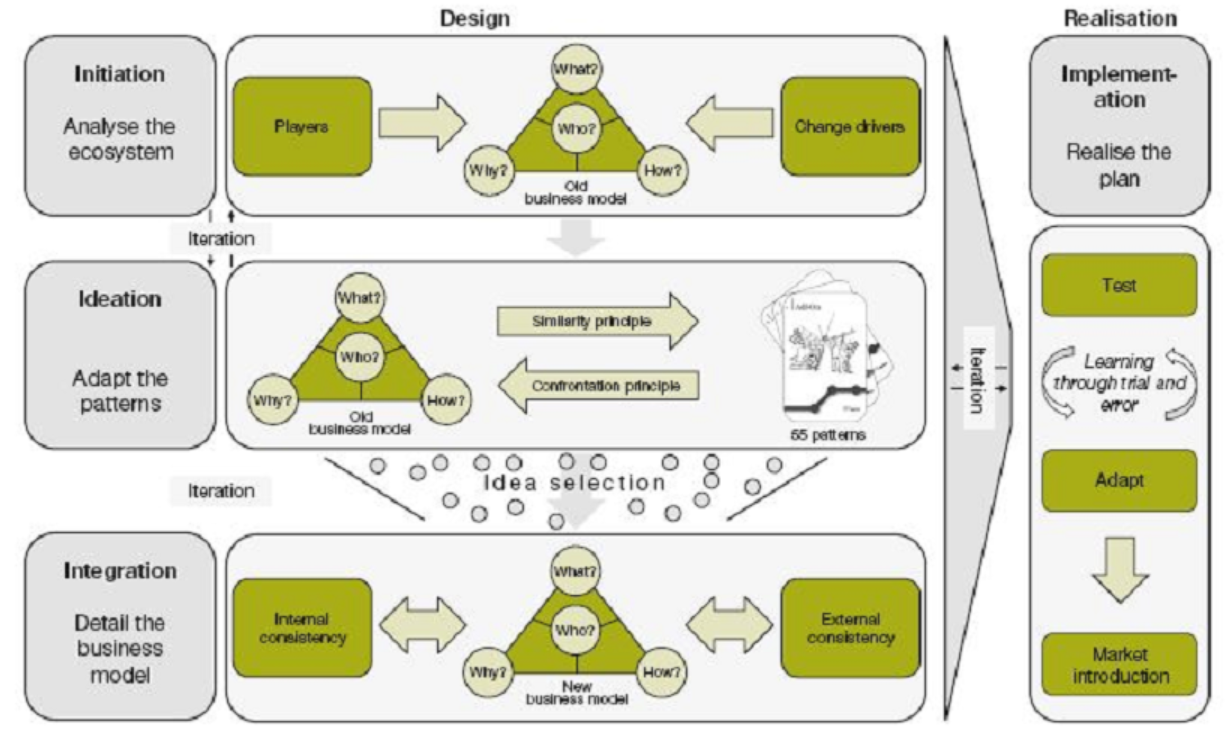 Design
Realisation
Initiation
Analyse the
ecosystem
Players
What?
Who?
Why?
How?
Old
business model
Change drivers
Implement-
ation
Realise the
plan
Iteration
Ideation
Adapt the
patterns
What?
Who?
Why?
How?
Old
business model
Similarity principle
Confrontation principle
55 patterns
Iteration
Test
Learning
through trial and
error
Adapt
Market
introduction
Iteration
Idea selection
Integration
Detail the
business
model
Internal
consistency
What?
Who?
Why?
How?
New
business model
External
consistency